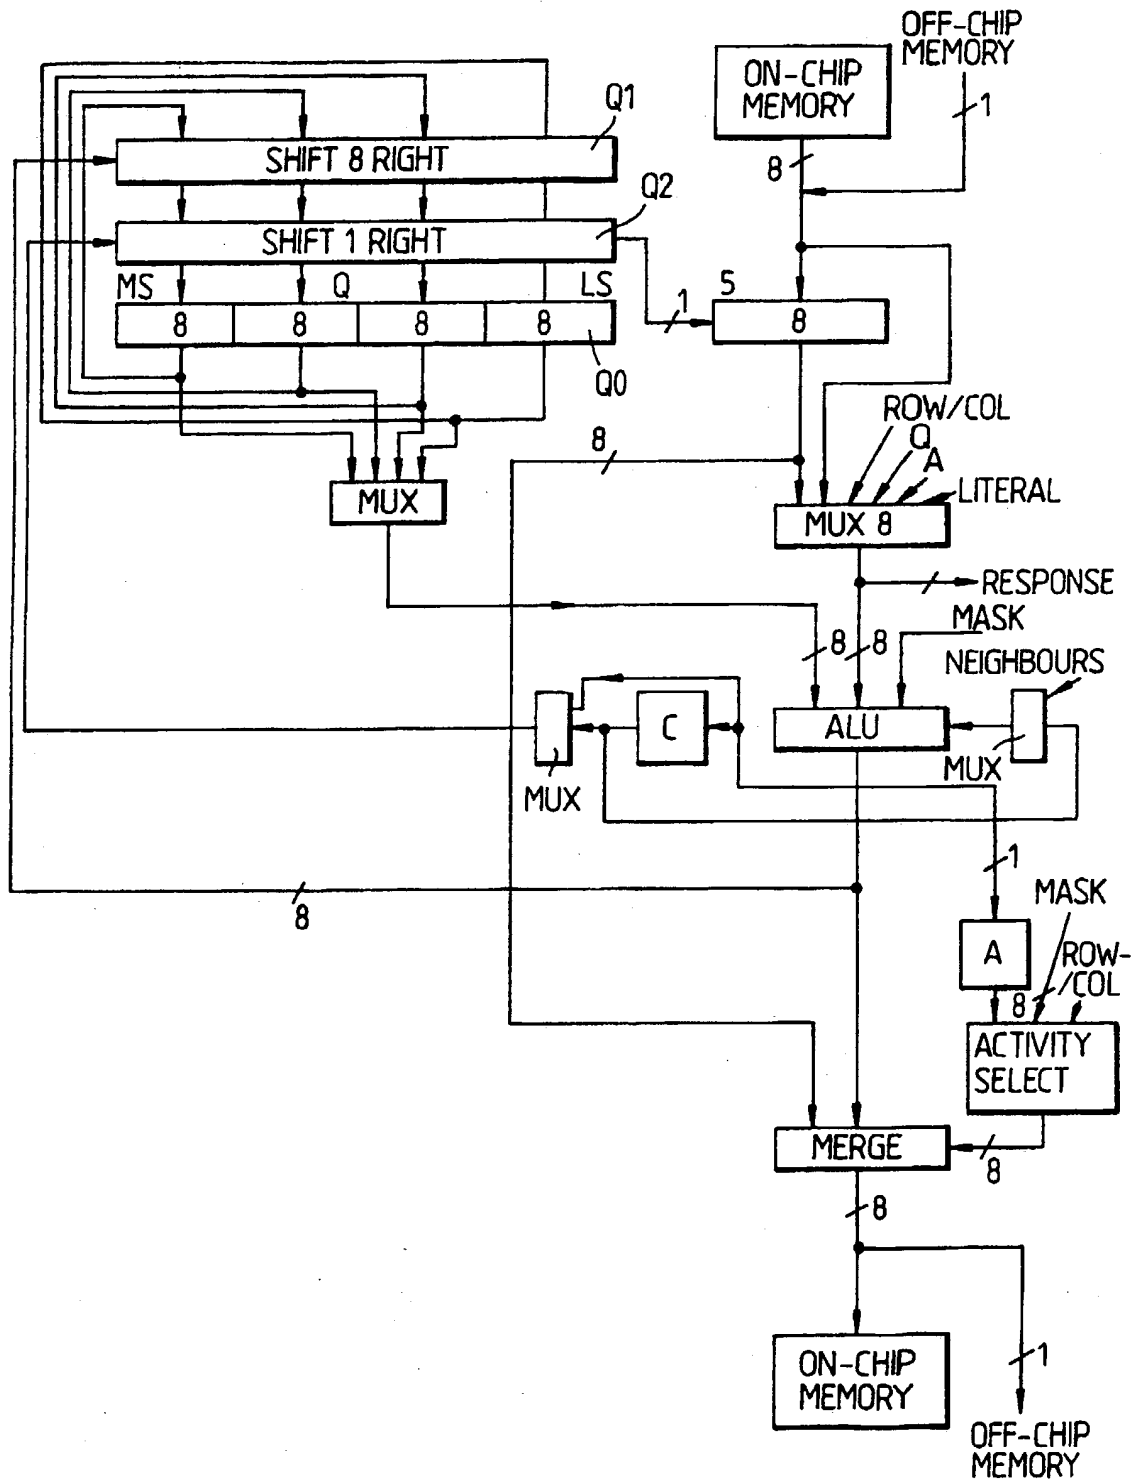 OFF-CHIP
MEMORY
ON-CHIP
MEMORY
1
8
Q1
SHIFT 8 RIGHT
Q2
SHIFT 1 RIGHT
MS
Q
LS
8
8
8
8
Q0
1
5
8
ROW/COL
Q
A
LITERAL
8
MUX
MUX 8
RESPONSE
MASK
8
8
NEIGHBOURS
C
ALU
MUX
MUX
1
8
MASK
A
ROW-
/COL
8
ACTIVITY
SELECT
MERGE
8
8
ON-CHIP
MEMORY
1
OFF-CHIP
MEMORY